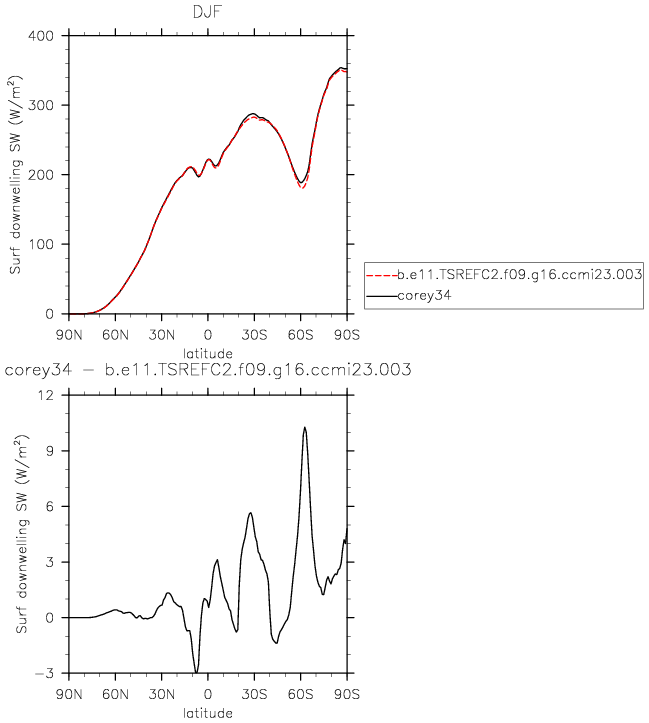 DJF
Surf downwelling SW (W/m²)
400
300
200
100
0
90N 60N 30N 0 30S 60S 90S
latitude
b.e11.TSREFC2.f09.g16.ccmi23.003
corey34
corey34 − b.e11.TSREFC2.f09.g16.ccmi23.003
Surf downwelling SW (W/m²)
12
9
6
3
0
−3
90N 60N 30N 0 30S 60S 90S
latitude